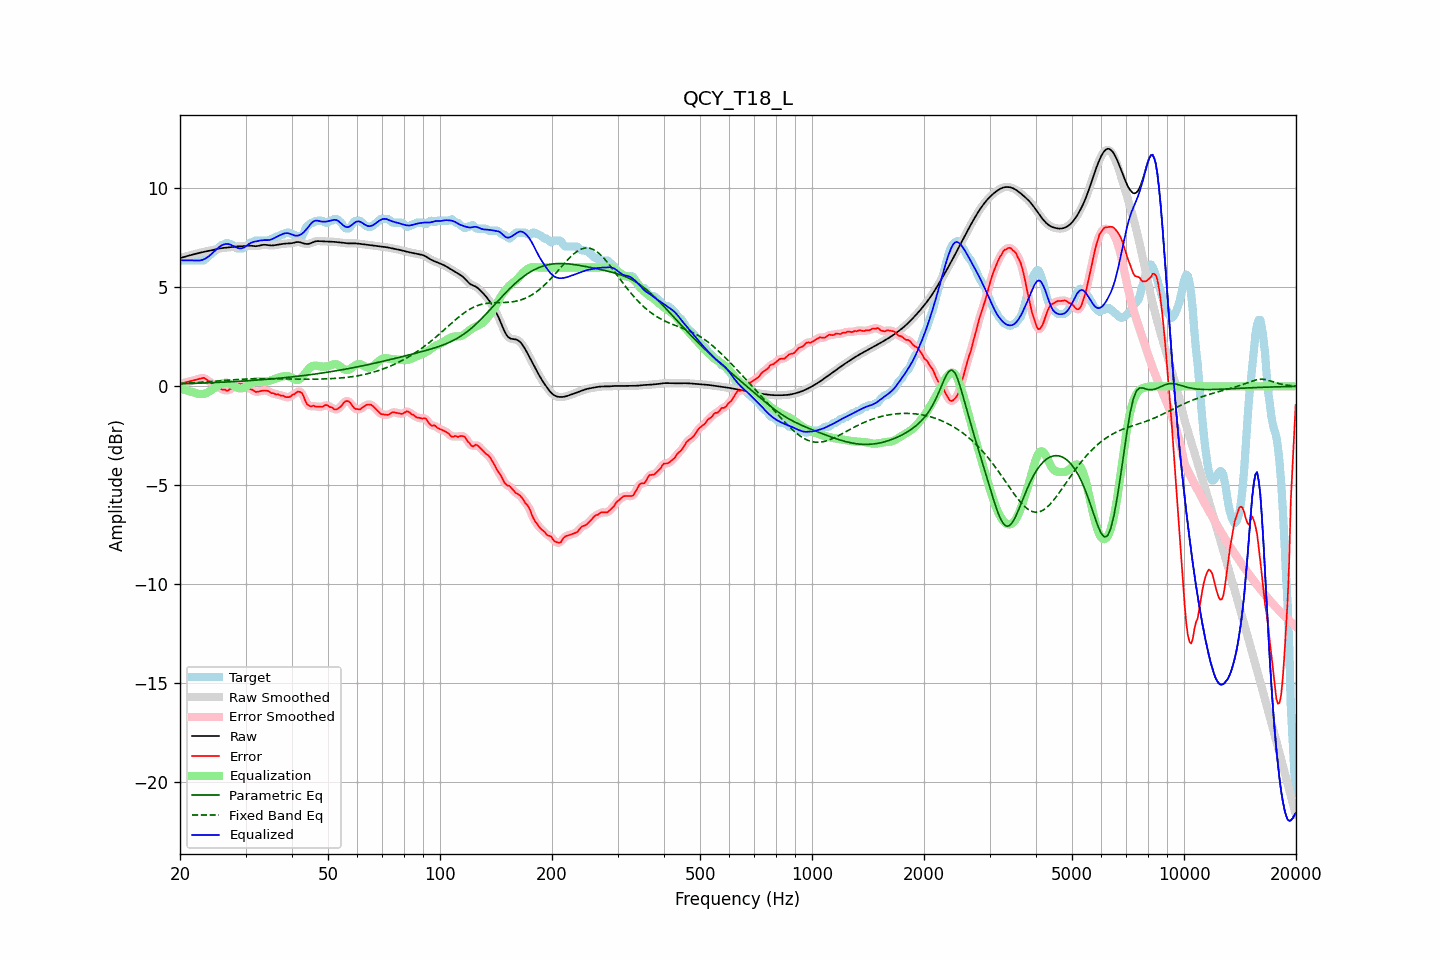 QCY_T18_L
Amplitude (dBr)
10
5
0
−5
−10
−15
−20
Target
Raw Smoothed
Error Smoothed
Raw
Error
Equalization
Parametric Eq
Fixed Band Eq
Equalized
20 50 100 200 500 1000 2000 5000 10000 20000
Frequency (Hz)